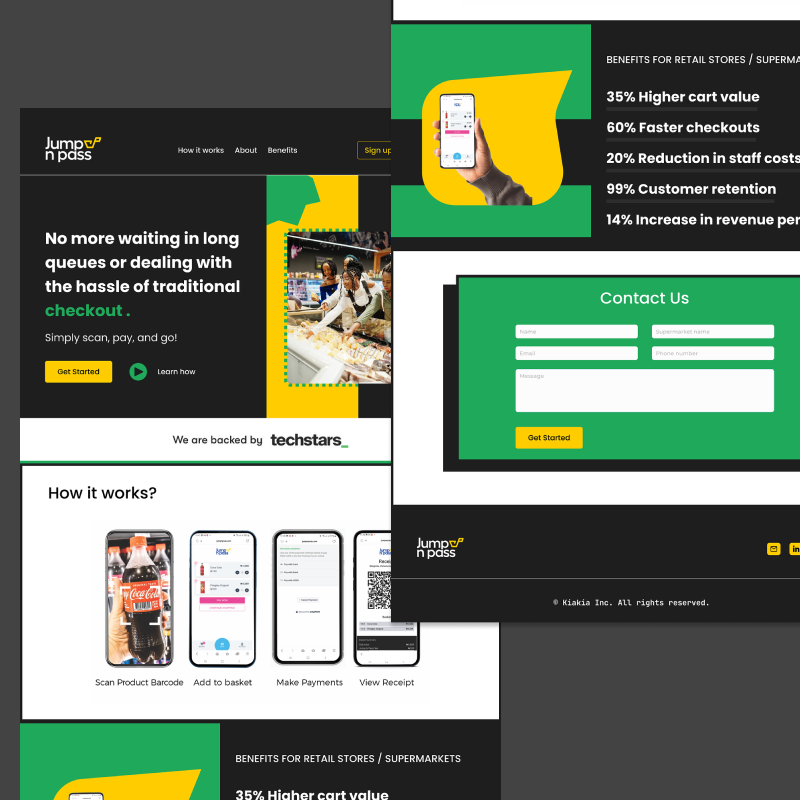 Jump
n pass
How it works
About
Benefits
Sign up
No more waiting in long
queues or dealing with
the hassle of traditional
checkout .
Simply scan, pay, and go!
Get Started
Learn how
We are backed by techstars_
How it works?
Coca-Cola
Scan Product Barcode
Add to basket
Make Payments
View Receipt
BENEFITS FOR RETAIL STORES / SUPERMARKETS
35% Higher cart value
BENEFITS FOR RETAIL STORES / SUPERMA
35% Higher cart value
60% Faster checkouts
20% Reduction in staff costs
99% Customer retention
14% Increase in revenue per
Contact Us
Name
Supermarket name
Email
Phone number
Message
Get Started
Jump
n pass
in
© Kiakia Inc. All rights reserved.